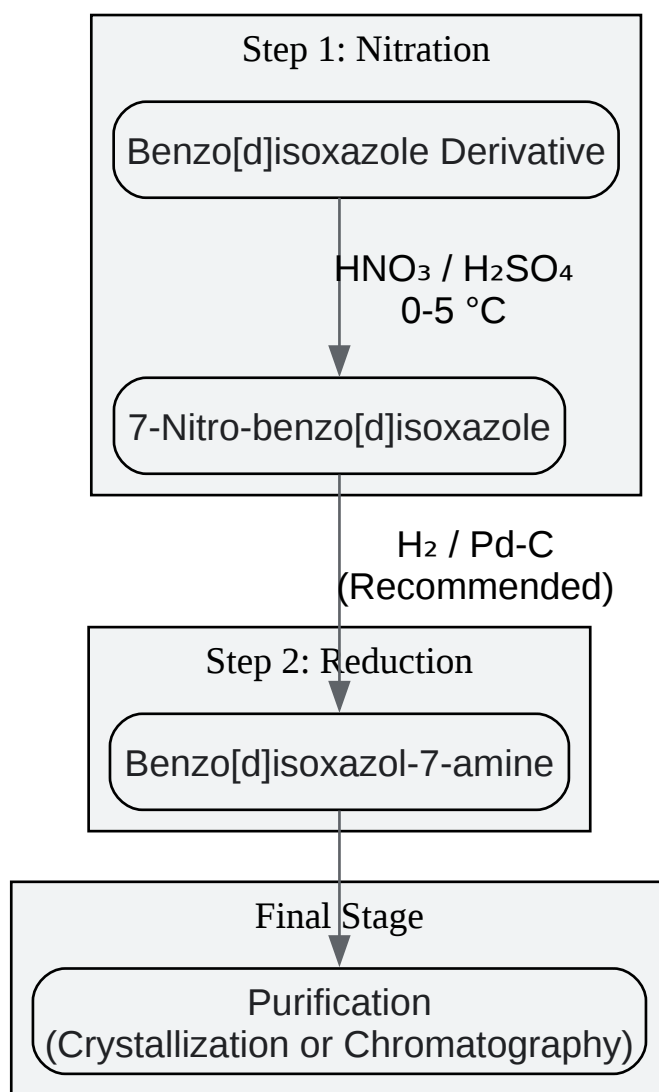 Step 1: Nitration
Benzo[d]isoxazole Derivative
HNO₃ / H₂SO₄
0-5 °C
7-Nitro-benzo[d]isoxazole
H₂ / Pd-C
(Recommended)
Step 2: Reduction
Benzo[d]isoxazol-7-amine
Final Stage
Purification
(Crystallization or Chromatography)